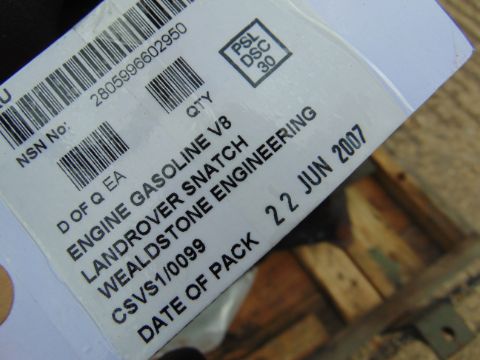 NSN No: 2805996602950
PSL
DSC
30
D OF Q EA
QTY
ENGINE GASOLINE V8
LANDROVER SNATCH
WEALDSTONE ENGINEERING
CSVS1/0099
DATE OF PACK 22 JUN 2007